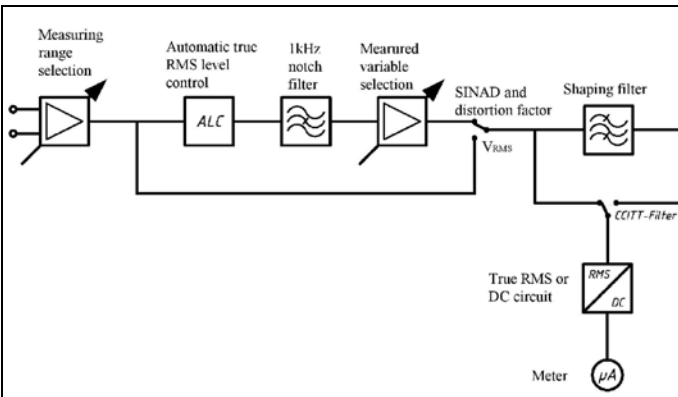 Measuring
range
selection
Automatic true
RMS level
control
1kHz
notch
filter
Mearured
variable
selection
SINAD and
distortion factor
Shaping filter
ALC
VRMS
CCITT-Filter
True RMS or
DC circuit
RMS
DC
Meter
µA